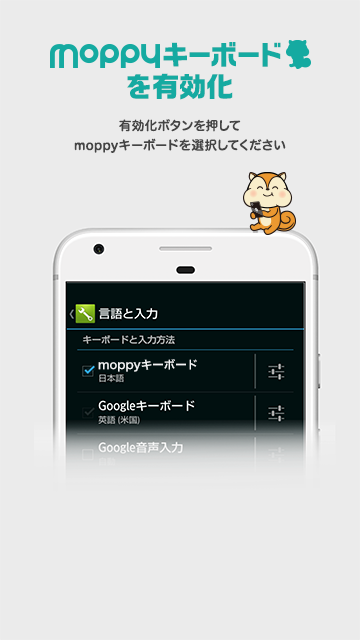 moppyキーボード
を有効化
有効化ボタンを押して
moppyキーボードを選択してください
言語と入力
キーボードと入力方法
moppyキーボード
日本語
Googleキーボード
英語 (米国)
Google音声入力